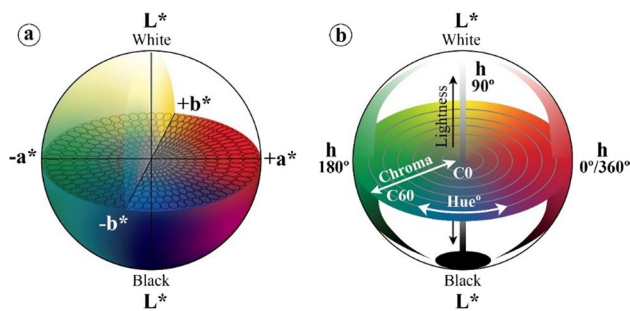 a
L*
White
+b*
-a*
+a*
-b*
Black
L*
b
L*
White
h
90º
Lightness
h
180º
h
0º/360º
Chroma
C0
C60
Hueº
Black
L*